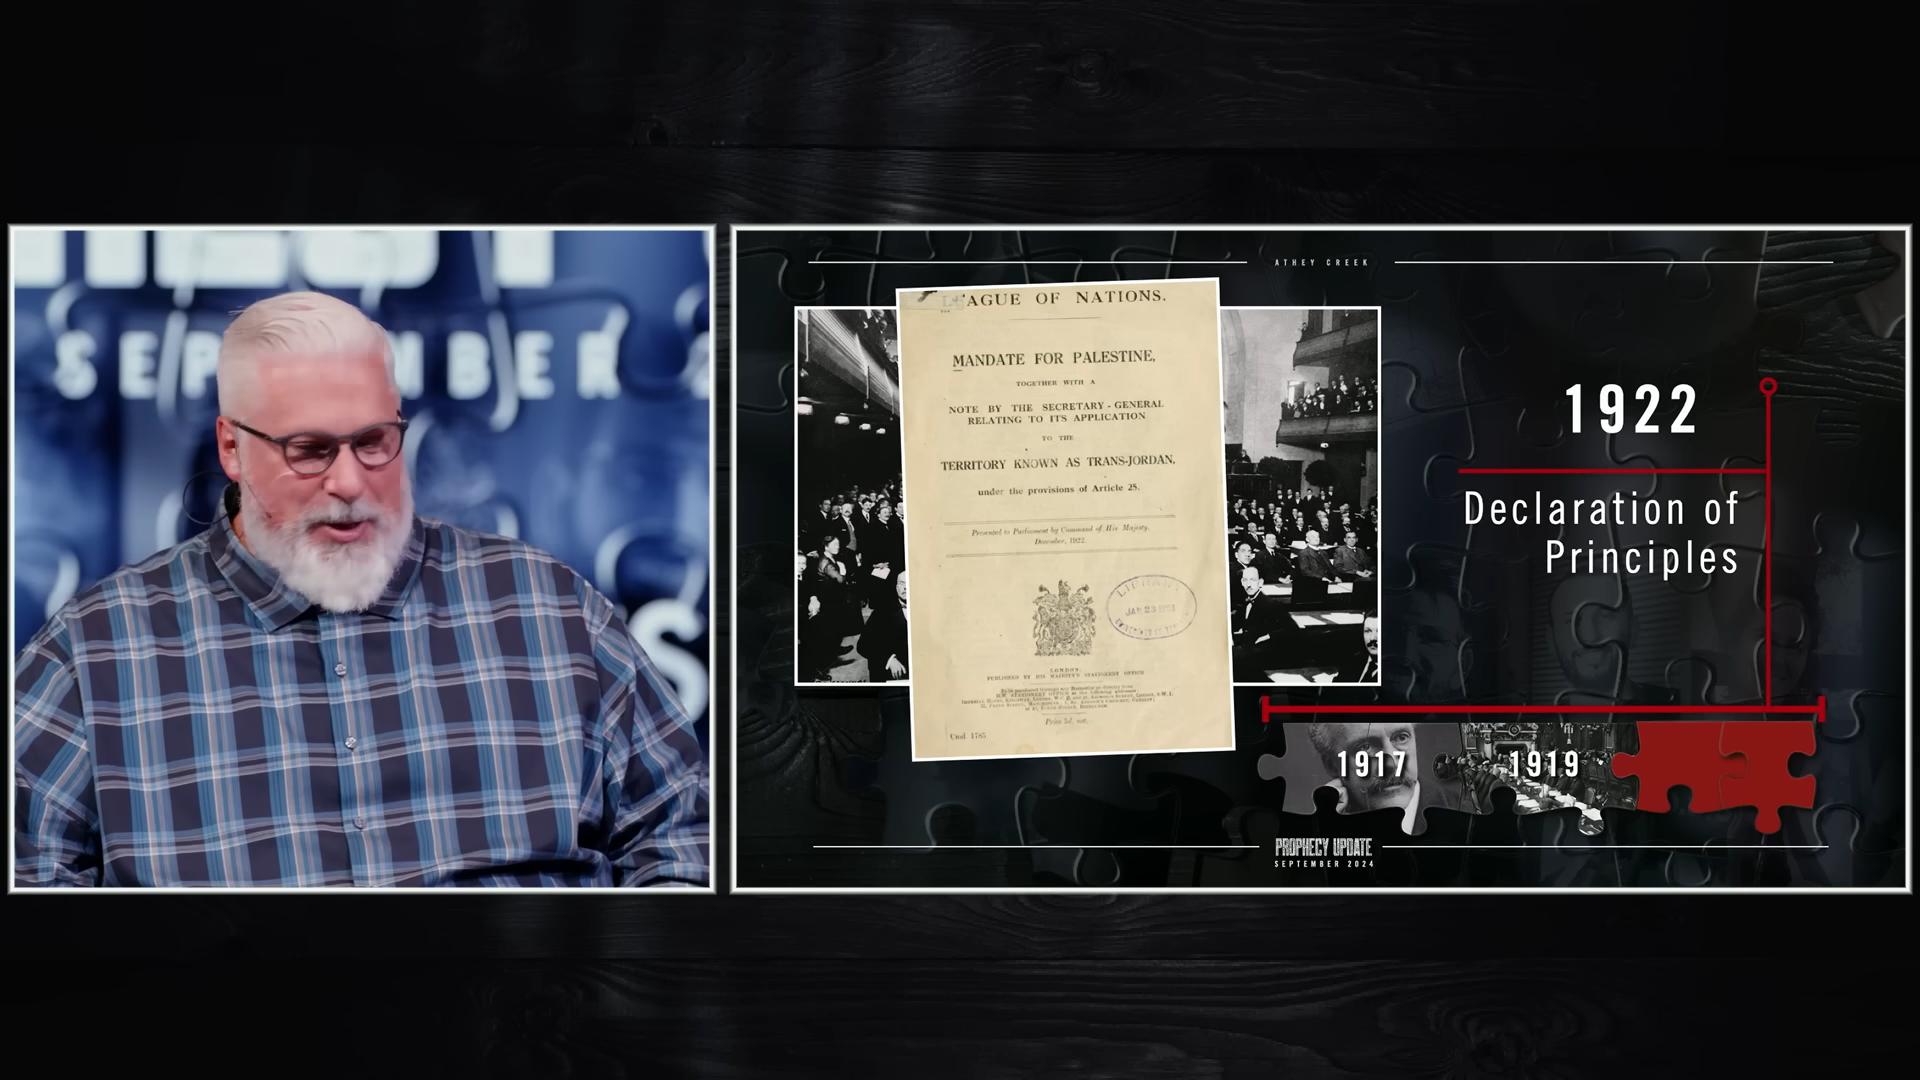 SEP MBER
S
ATHEY CREEK
AGUE OF NATIONS.
MANDATE FOR PALESTINE,
TOGETHER WITH A
NOTE BY THE SECRETARY-GENERAL
RELATING TO ITS APPLICATION
TO THE
TERRITORY KNOWN AS TRANS-JORDAN,
under the provisions of Article 25.
Presented to Parliament by Command of His Majesty,
December, 1922.
LONDON:
PUBLISHED BY HIS MAJESTY'S STATIONERY OFFICE
Price 3d. net.
Cmd. 1785
1922
Declaration of
Principles
1917
1919
PROPHECY UPDATE
SEPTEMBER 2024